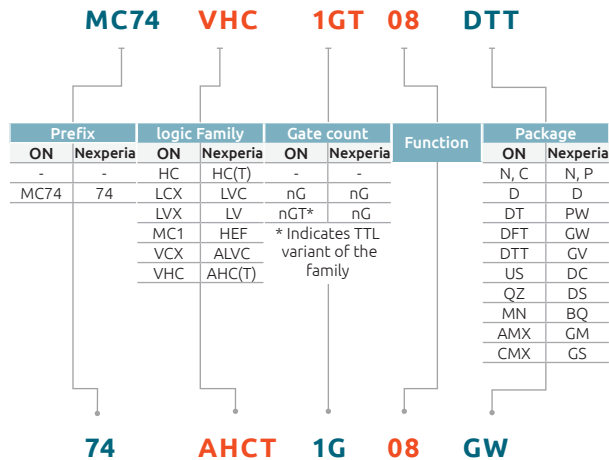 MC74 VHC 1GT 08 DTT
Prefix logic Family Gate count Function Package
ON Nexperia ON Nexperia ON Nexperia ON Nexperia
- - HC HC(T) - - N, C N, P
MC74 74 LCX LVC nG nG D D
LVX LV nGT* nG DT PW
MC1 HEF * Indicates TTL DFT GW
VCX ALVC variant of the DTT GV
VHC AHC(T) family US DC
QZ DS
MN BQ
AMX GM
CMX GS
74 AHCT 1G 08 GW